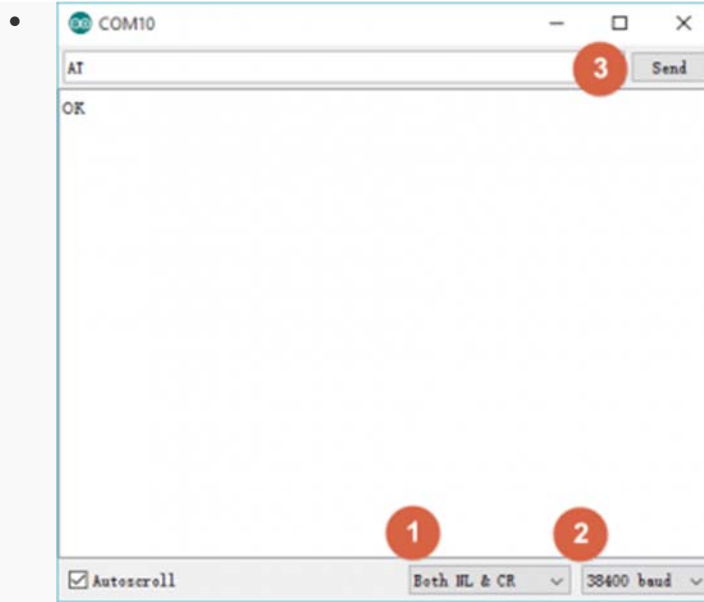 COM10
AT
3
Send
OK
1
2
Autoscroll
Both NL & CR
38400 baud